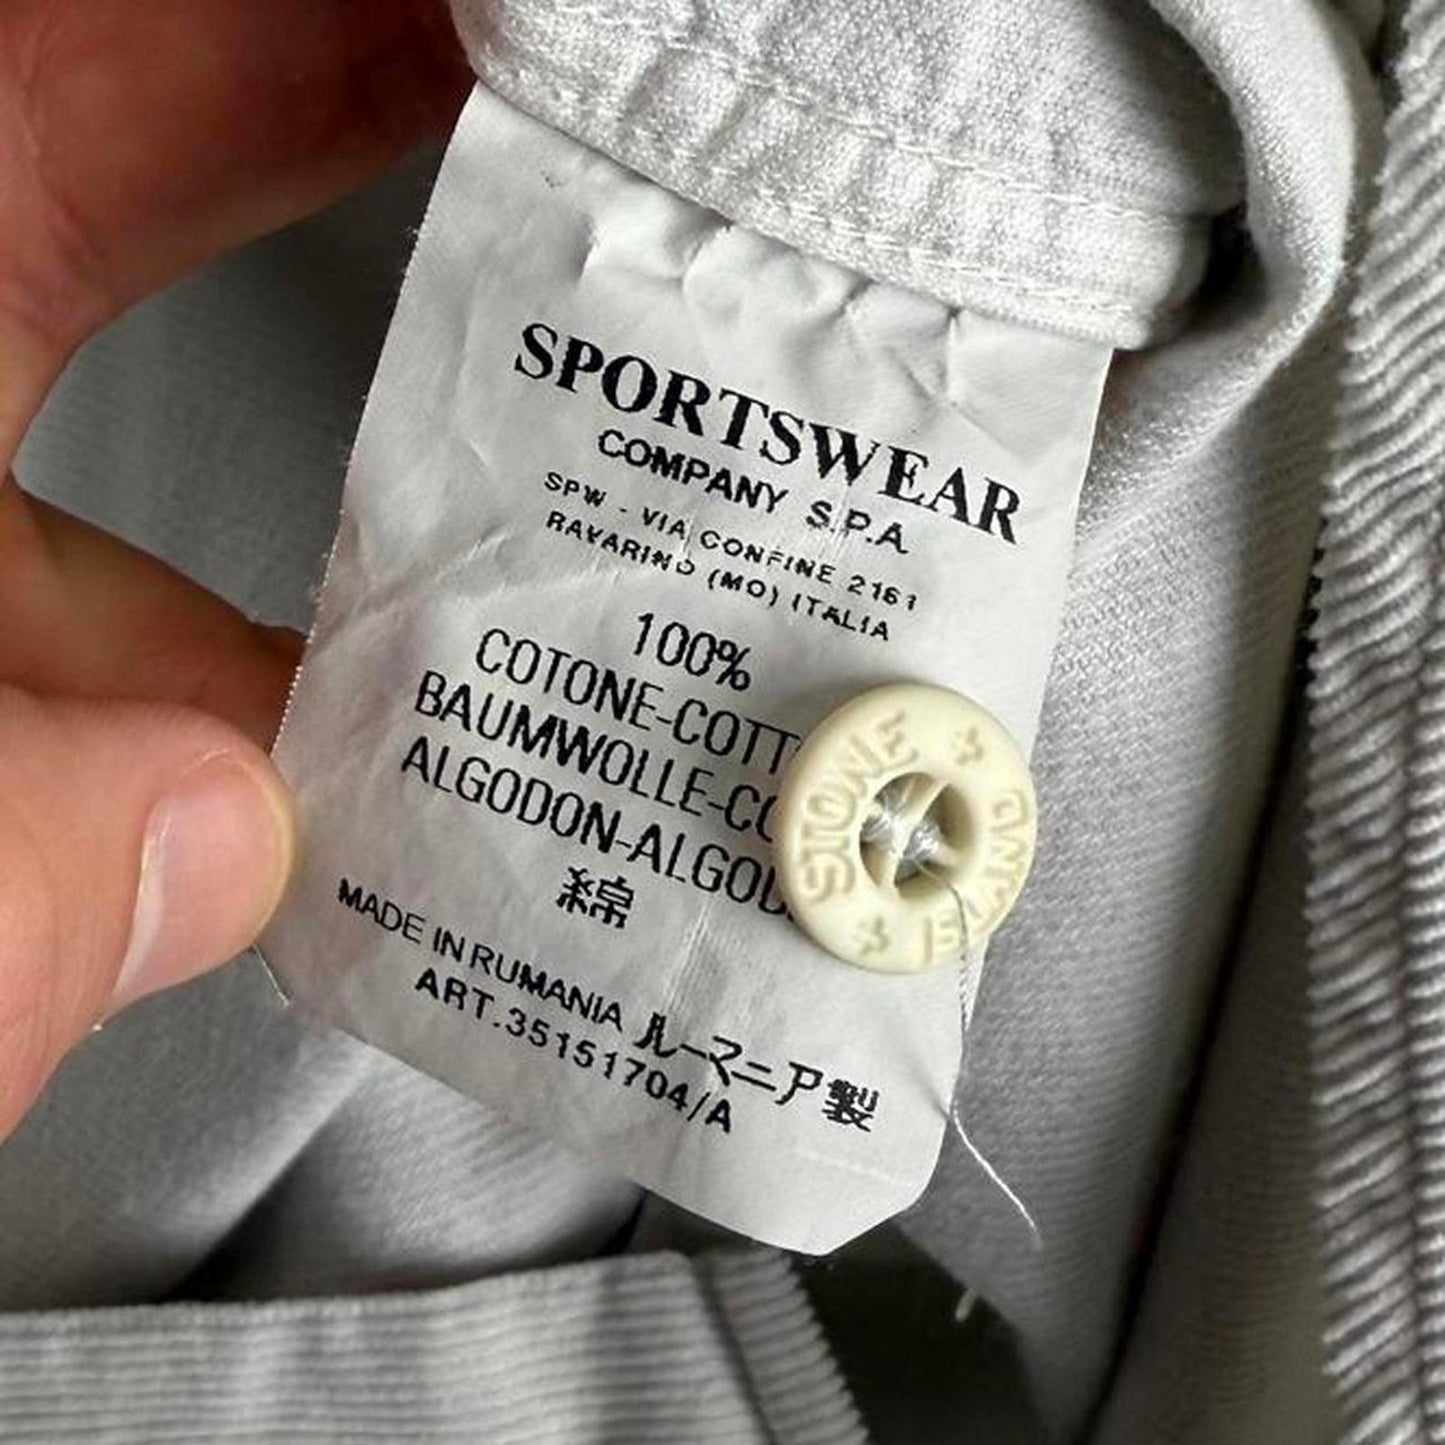 SPORTSWEAR
COMPANY S.P.A.
SPW - VIA CONFINE 2161
RAVARINO (MO) ITALIA
100%
COTONE-COTT
BAUMWOLLE-CO
ALGODON-ALGOD
綿
MADE IN RUMANIA ルーマニア製
ART.35151704/A
STONE
ISLAND